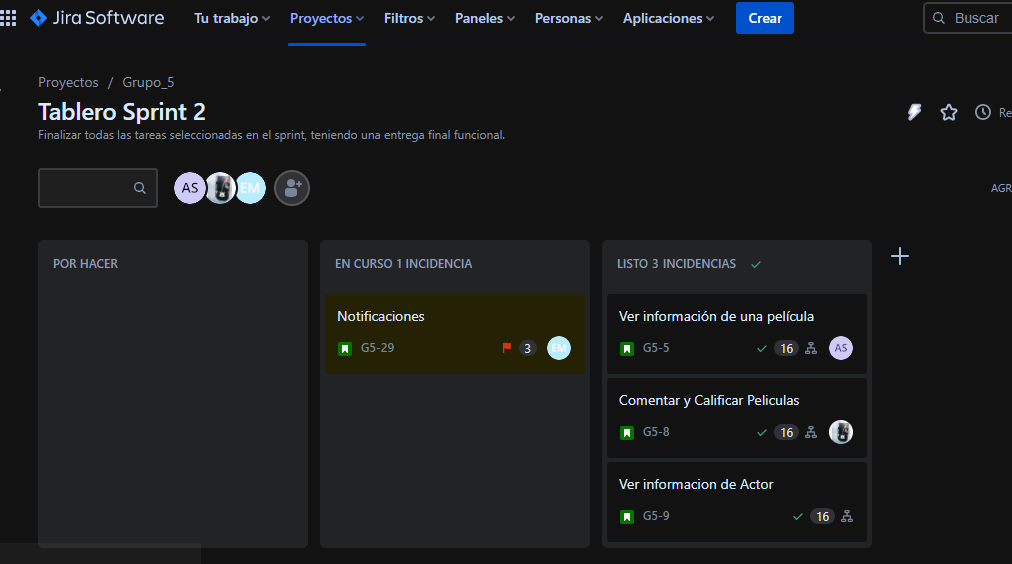 Jira Software Tu trabajo Proyectos Filtros Paneles Personas Aplicaciones Crear Buscar
Proyectos / Grupo_5
Tablero Sprint 2
Re
Finalizar todas las tareas seleccionadas en el sprint, teniendo una entrega final funcional.
AS EM
AGR
POR HACER
EN CURSO 1 INCIDENCIA
Notificaciones
G5-29 3 EM
LISTO 3 INCIDENCIAS
Ver información de una película
G5-5 16 AS
Comentar y Calificar Peliculas
G5-8 16
Ver informacion de Actor
G5-9 16